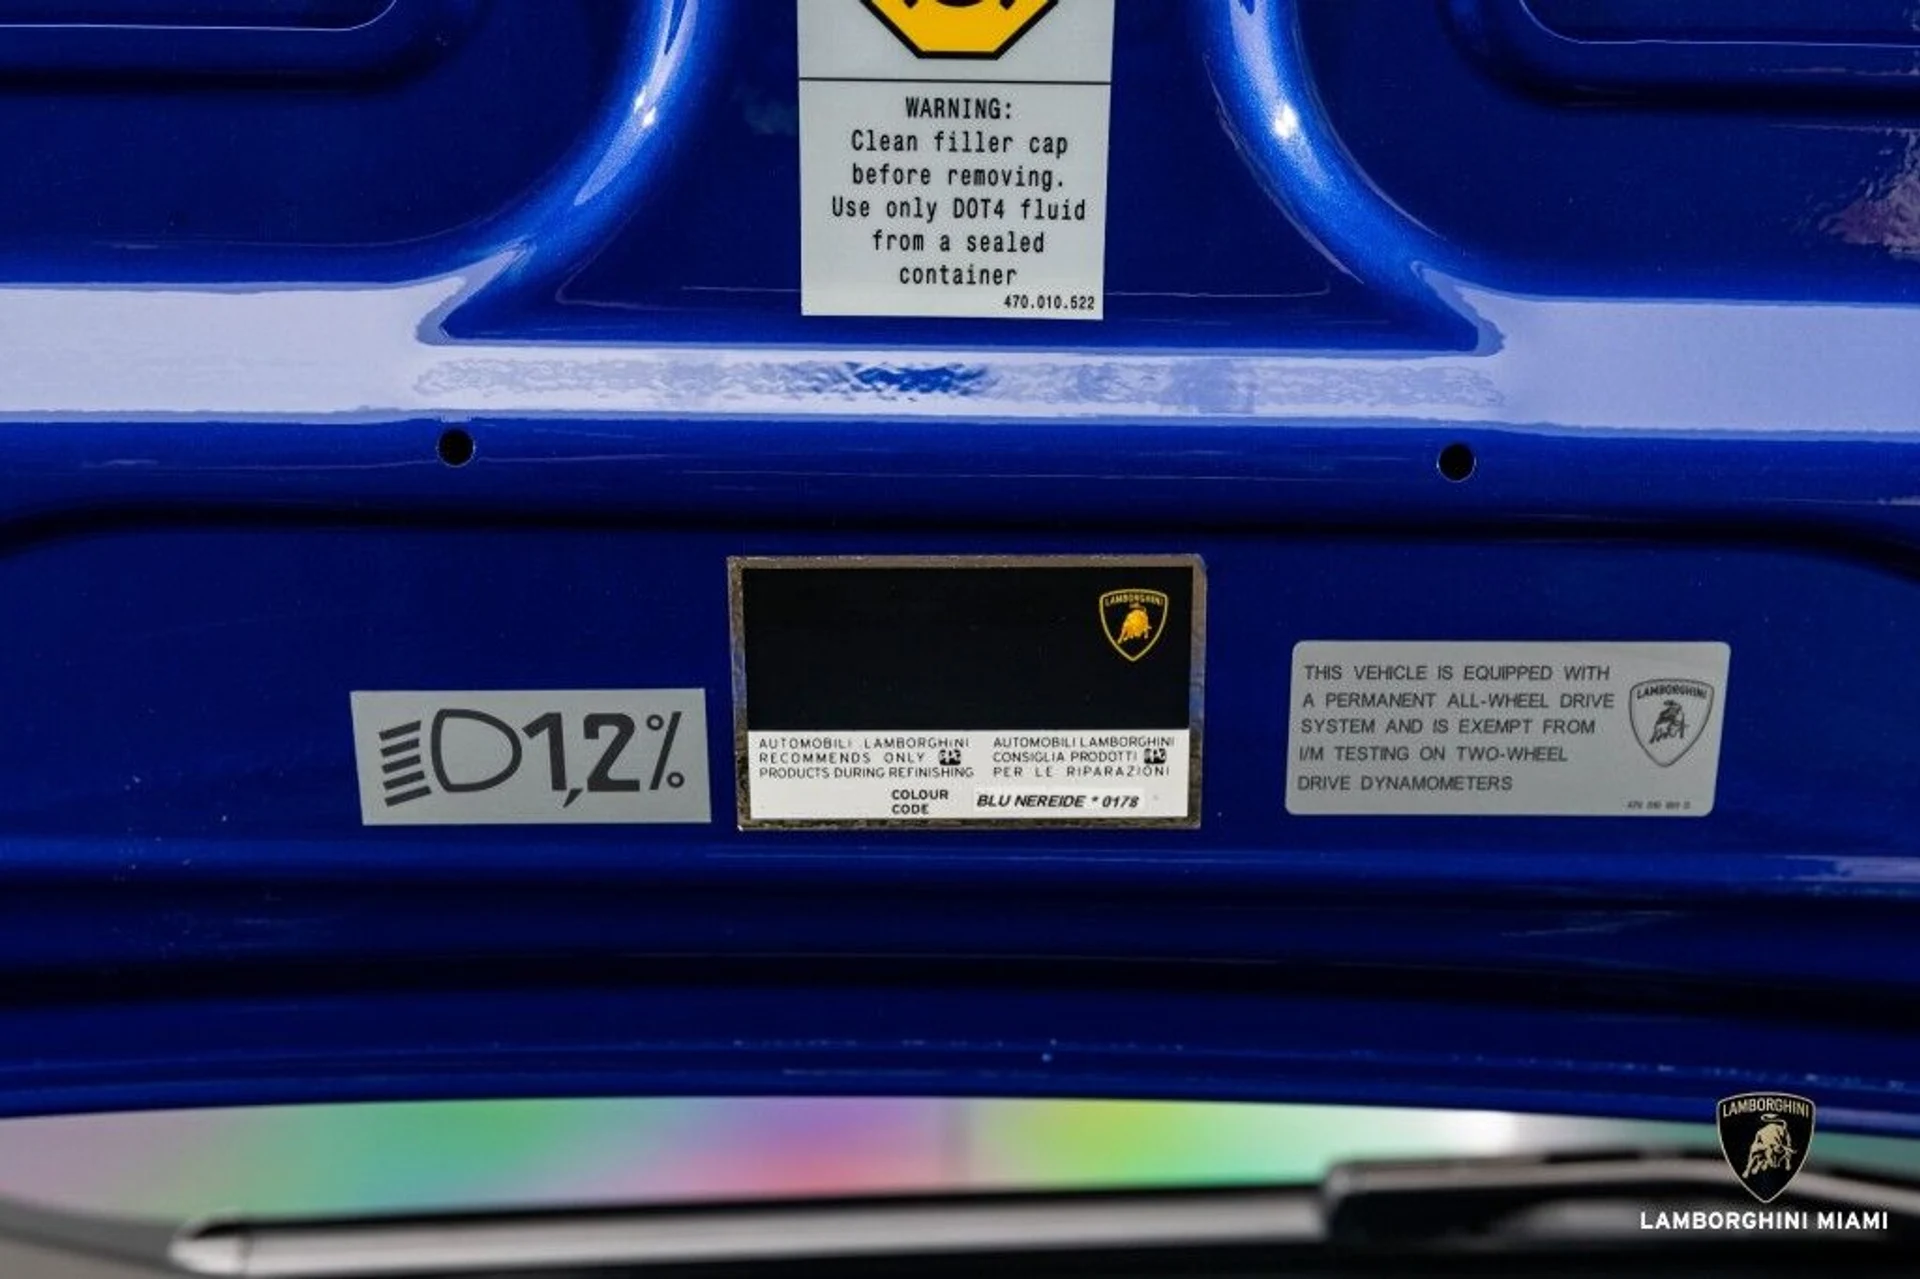 WARNING:
Clean filler cap
before removing.
Use only DOT4 fluid
from a sealed
container
470.010.522
1,2%
LAMBORGHINI
AUTOMOBILI LAMBORGHINI
RECOMMENDS ONLY PPG
PRODUCTS DURING REFINISHING
AUTOMOBILI LAMBORGHINI
CONSIGLIA PRODOTTI PPG
PER LE RIPARAZIONI
COLOUR
CODE
BLU NEREIDE * 0178
THIS VEHICLE IS EQUIPPED WITH
A PERMANENT ALL-WHEEL DRIVE
SYSTEM AND IS EXEMPT FROM
I/M TESTING ON TWO-WHEEL
DRIVE DYNAMOMETERS
LAMBORGHINI
LAMBORGHINI
LAMBORGHINI MIAMI